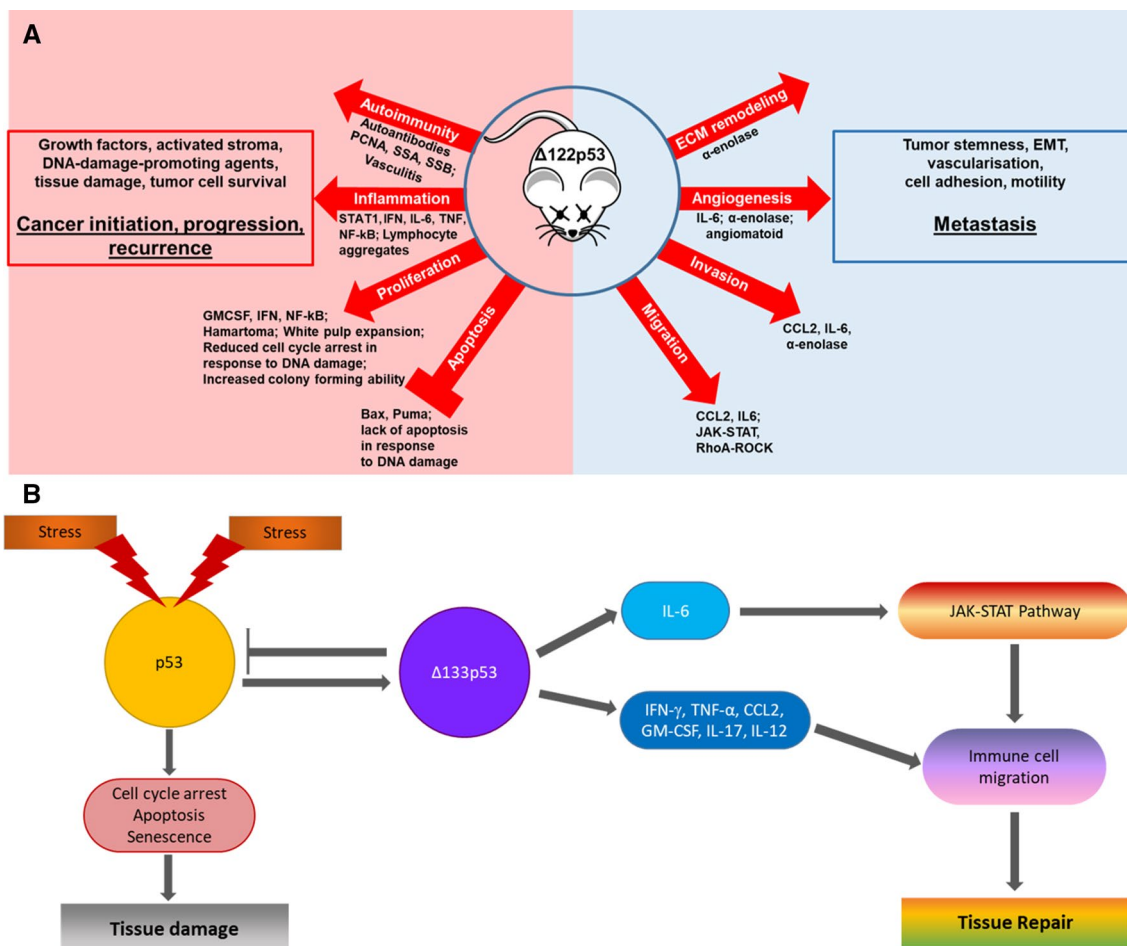 A
Growth factors, activated stroma,
DNA-damage-promoting agents,
tissue damage, tumor cell survival
Cancer initiation, progression,
recurrence
Autoimmunity
Autoantibodies
PCNA, SSA, SSB;
Vasculitis
Inflammation
STAT1, IFN, IL-6, TNF,
NF-kB; Lymphocyte
aggregates
Proliferation
GMCSF, IFN, NF-kB;
Hamartoma; White pulp expansion;
Reduced cell cycle arrest in
response to DNA damage;
Increased colony forming ability
Apoptosis
Bax, Puma;
lack of apoptosis
in response
to DNA damage
Δ122p53
ECM remodeling
α-enolase
Angiogenesis
IL-6; α-enolase;
angiomatoid
Invasion
CCL2, IL-6,
α-enolase
Migration
CCL2, IL6;
JAK-STAT,
RhoA-ROCK
Tumor stemness, EMT,
vascularisation,
cell adhesion, motility
Metastasis
B
Stress
Stress
p53
Δ133p53
IL-6
JAK-STAT Pathway
IFN-γ, TNF-α, CCL2,
GM-CSF, IL-17, IL-12
Immune cell
migration
Cell cycle arrest
Apoptosis
Senescence
Tissue damage
Tissue Repair